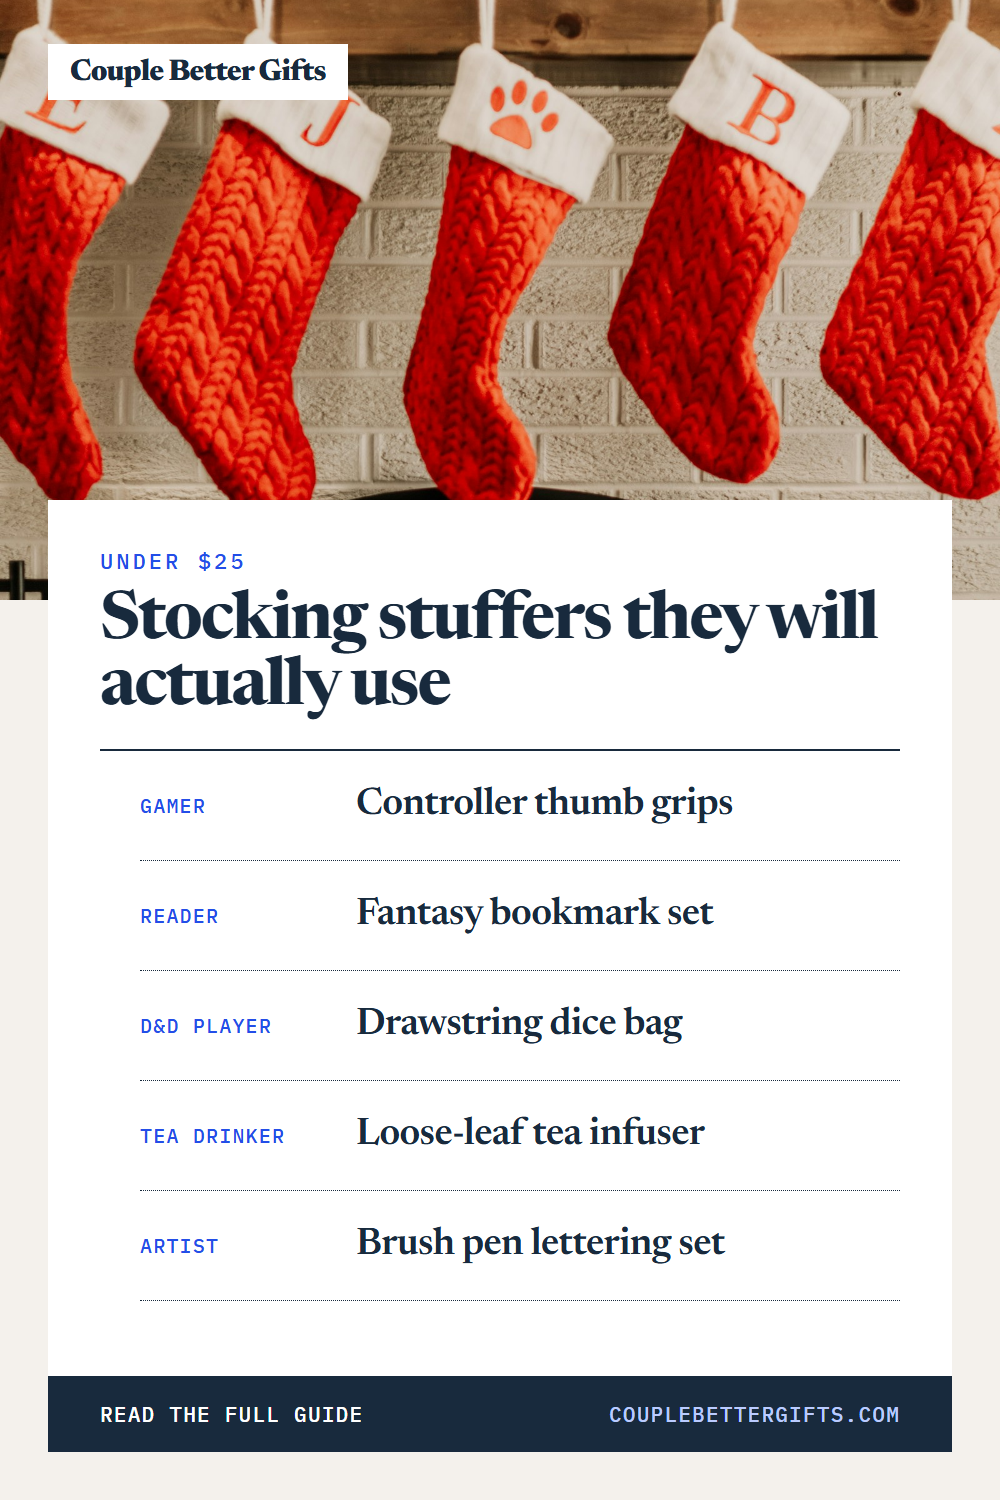 Couple Better Gifts
E
J
B
UNDER $25
Stocking stuffers they will
actually use
GAMER Controller thumb grips
READER Fantasy bookmark set
D&D PLAYER Drawstring dice bag
TEA DRINKER Loose-leaf tea infuser
ARTIST Brush pen lettering set
READ THE FULL GUIDE COUPLEBETTERGIFTS.COM